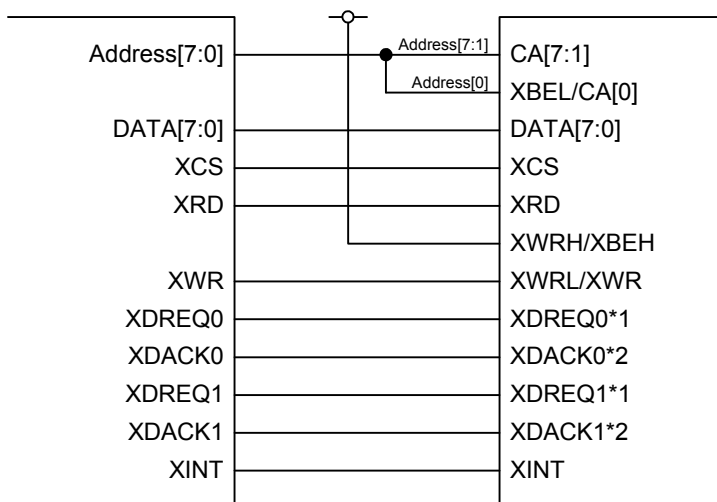 Address[7:0] Address[7:1] CA[7:1]
Address[0] XBEL/CA[0]
DATA[7:0] DATA[7:0]
XCS XCS
XRD XRD
XWRH/XBEH
XWR XWRL/XWR
XDREQ0 XDREQ0*1
XDACK0 XDACK0*2
XDREQ1 XDREQ1*1
XDACK1 XDACK1*2
XINT XINT